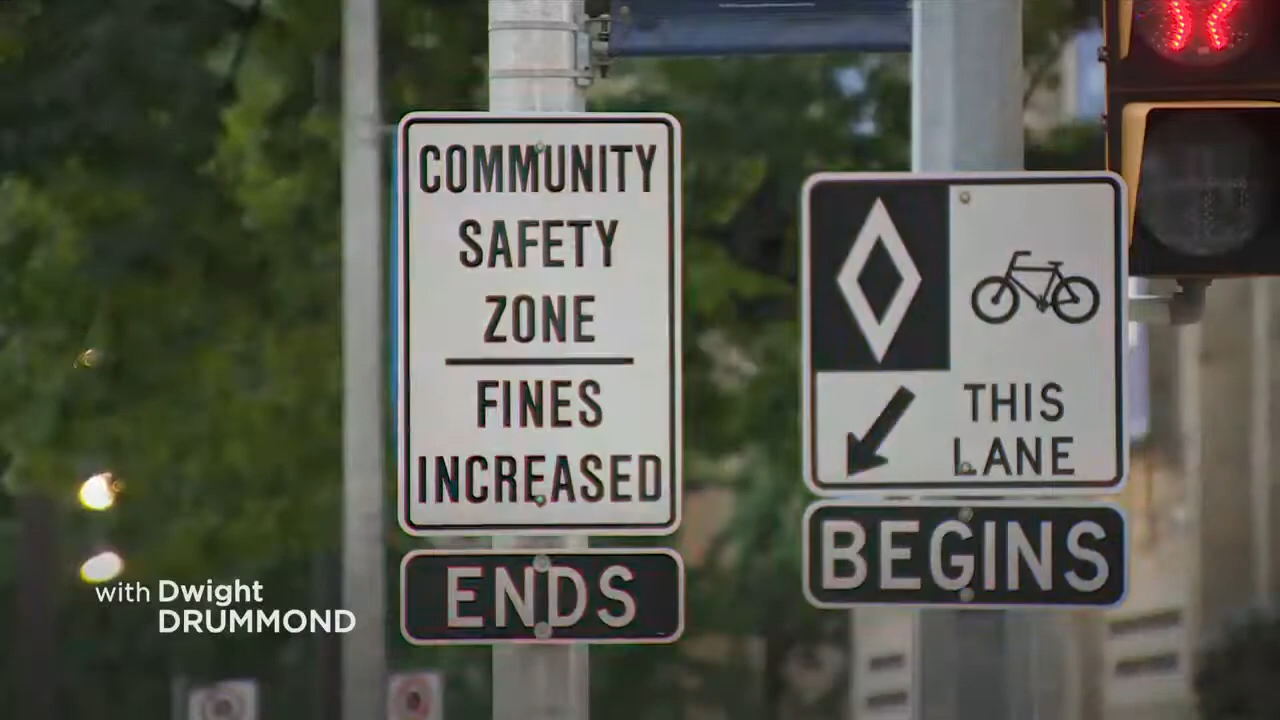 COMMUNITY
SAFETY
ZONE
FINES
INCREASED
ENDS
THIS
LANE
BEGINS
with Dwight
DRUMMOND